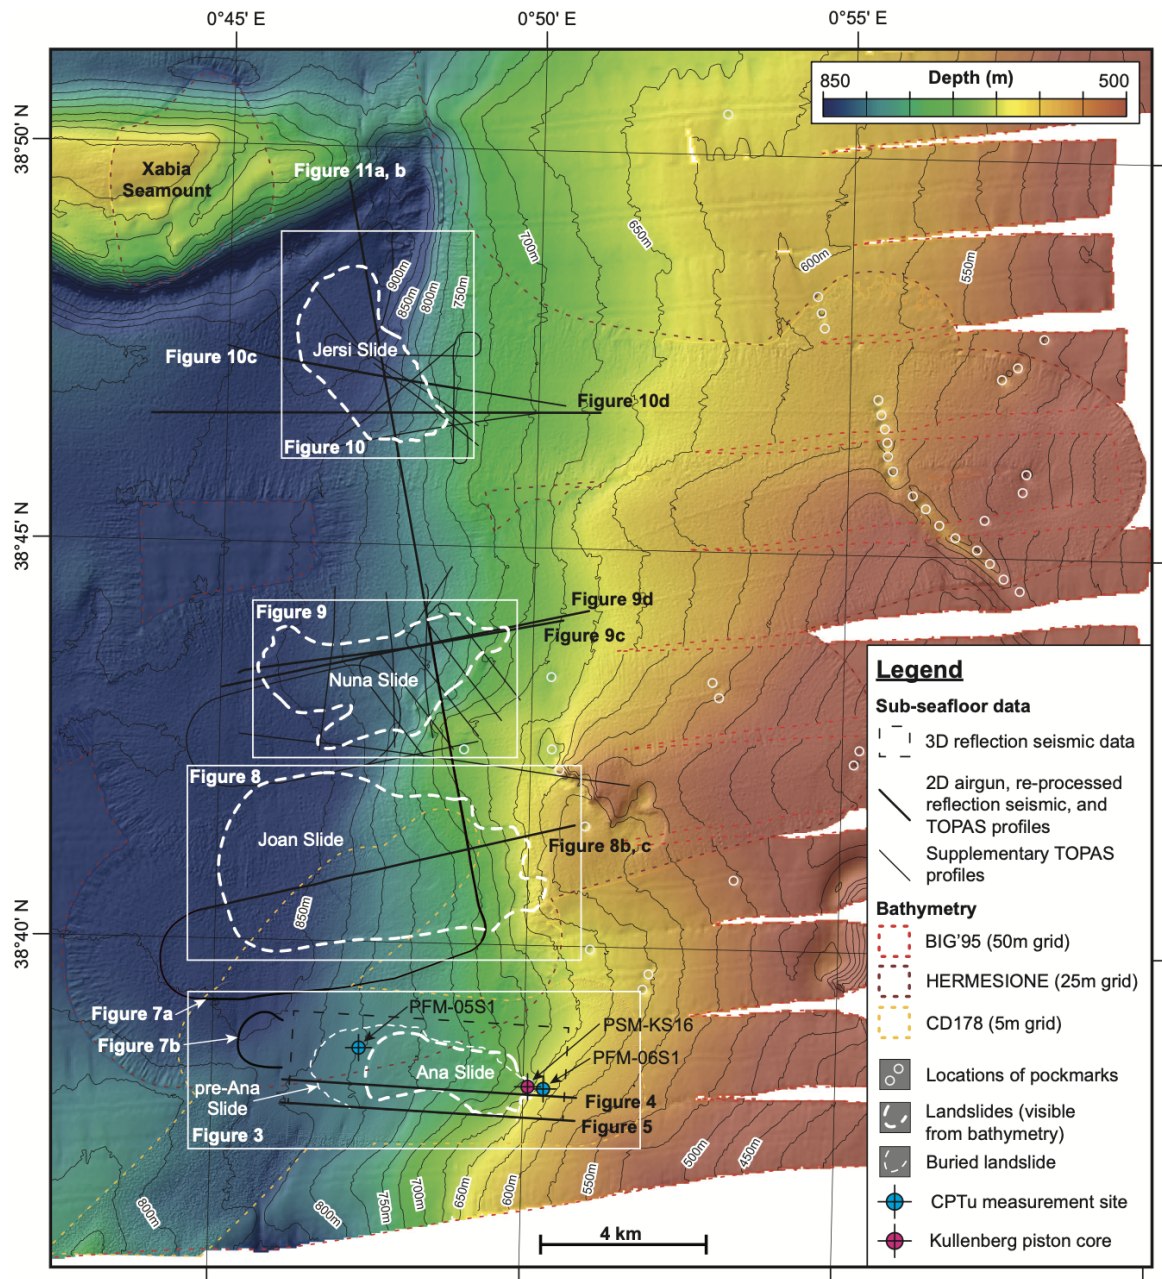 0°45' E
0°50' E
0°55' E
38°50' N
38°45' N
38°40' N
Depth (m)
850
500
Xabia
Seamount
Figure 11a, b
700m
650m
600m
550m
900m
850m
800m
750m
Jersi Slide
Figure 10c
Figure 10d
Figure 10
Figure 9d
Figure 9
Figure 9c
Nuna Slide
Figure 8
Joan Slide
Figure 8b, c
850m
Figure 7a
PFM-05S1
PSM-KS16
Figure 7b
PFM-06S1
Ana Slide
pre-Ana
Slide
Figure 4
Figure 5
Figure 3
800m
800m
750m
700m
650m
600m
550m
500m
450m
4 km
Legend
Sub-seafloor data
3D reflection seismic data
2D airgun, re-processed
reflection seismic, and
TOPAS profiles
Supplementary TOPAS
profiles
Bathymetry
BIG'95 (50m grid)
HERMESIONE (25m grid)
CD178 (5m grid)
Locations of pockmarks
Landslides (visible
from bathymetry)
Buried landslide
CPTu measurement site
Kullenberg piston core